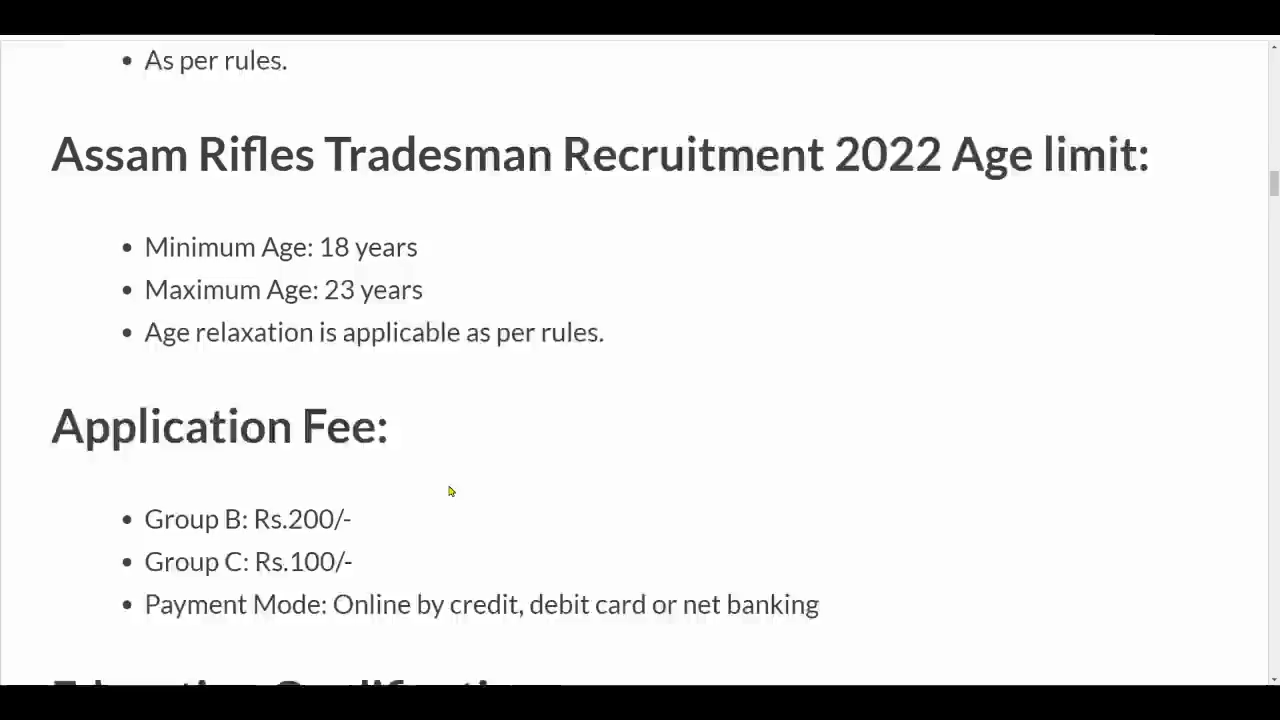 As per rules.
Assam Rifles Tradesman Recruitment 2022 Age limit:
Minimum Age: 18 years
Maximum Age: 23 years
Age relaxation is applicable as per rules.
Application Fee:
Group B: Rs.200/-
Group C: Rs.100/-
Payment Mode: Online by credit, debit card or net banking